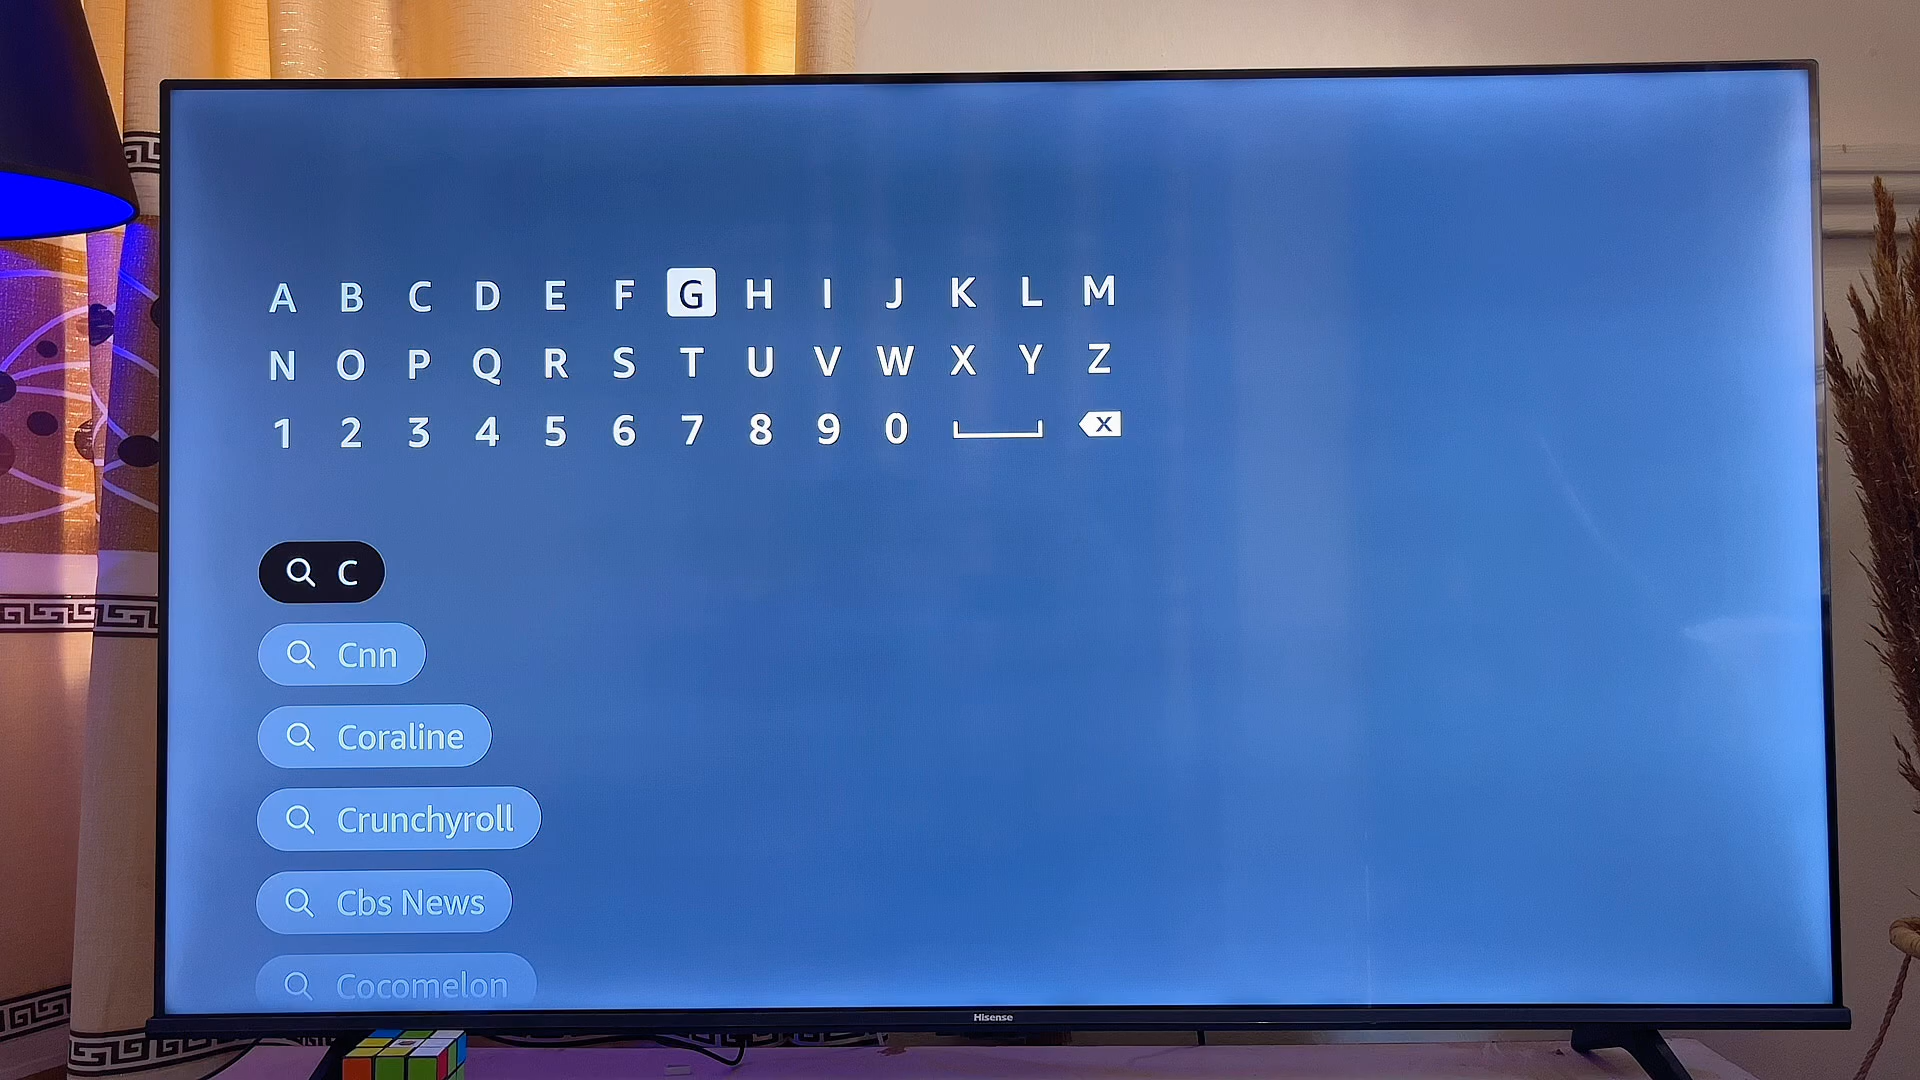 A B C D E F G H I J K L M
N O P Q R S T U V W X Y Z
1 2 3 4 5 6 7 8 9 0
C
Cnn
Coraline
Crunchyroll
Cbs News
Cocomelon
Hisense